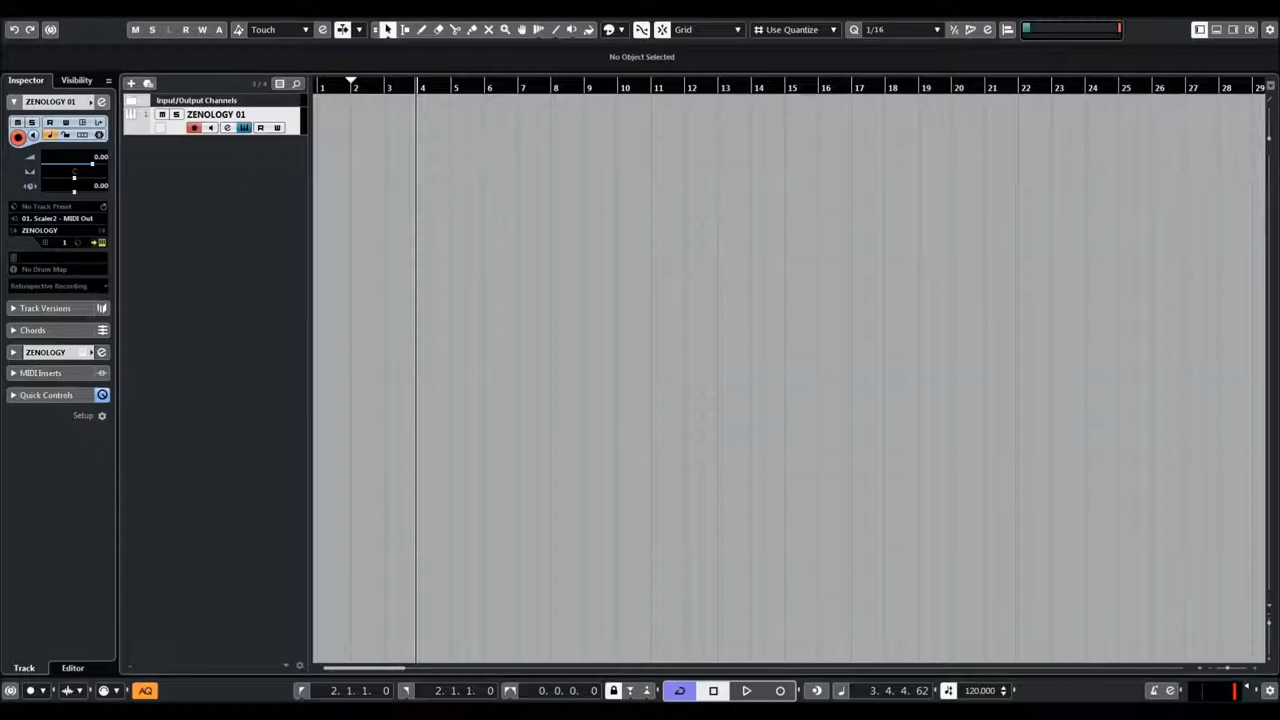 M S L R W A Touch Grid Use Quantize Q 1/16
No Object Selected
Inspector Visibility
ZENOLOGY 01
M S R W
0.00
C
0.00
No Track Preset
01. Scaler2 - MIDI Out
ZENOLOGY
1
No Drum Map
Retrospective Recording
Track Versions
Chords
ZENOLOGY
MIDI Inserts
Quick Controls
Setup
Track Editor
Input/Output Channels
1 M S ZENOLOGY 01
R W
1 2 3 4 5 6 7 8 9 10 11 12 13 14 15 16 17 18 19 20 21 22 23 24 25 26 27 28 29
AQ 2. 1. 1. 0 2. 1. 1. 0 0. 0. 0. 0 3. 4. 4. 62 120.000